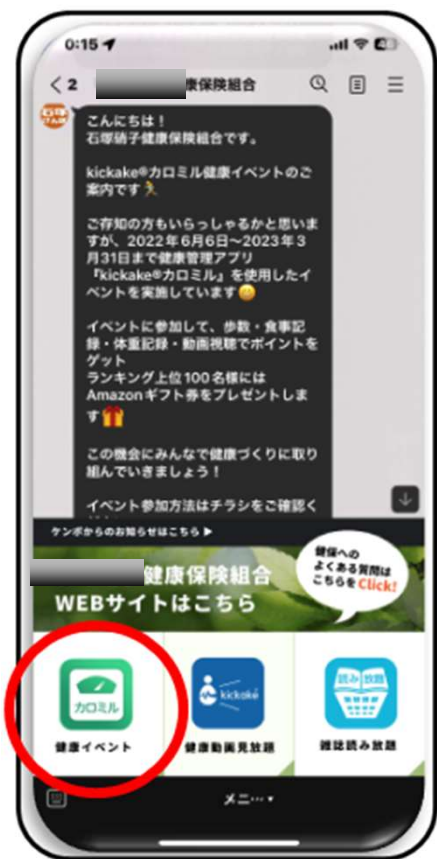 0:15
2 康保険組合
石塚
けんぽ
こんにちは！
石塚硝子健康保険組合です。
kickake®カロミル健康イベントのご
案内です🏃
ご存知の方もいらっしゃるかと思いま
すが、2022年6月6日〜2023年3
月31日まで健康管理アプリ
『kickake®カロミル』を使用したイ
ベントを実施しています😄
イベントに参加して、歩数・食事記
録・体重記録・動画視聴でポイントを
ゲット
ランキング上位100名様には
Amazonギフト券をプレゼントしま
す🎁
この機会にみんなで健康づくりに取り
組んでいきましょう！
イベント参加方法はチラシをご確認く
ケンポからのお知らせはこちら ▶
健保への
よくある質問は
こちらをClick!
健康保険組合
WEBサイトはこちら
カロミル
健康イベント
kickake
健康動画見放題
読み放題
雑誌読み放題
メニ… ▾